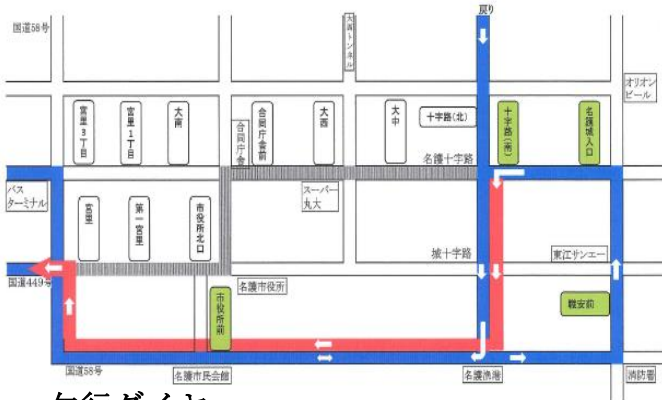 戻り
国道58号
大西トンネル
オリオン
ビール
宮里3丁目
宮里1丁目
大南
合同庁舎
合同庁舎前
大西
大中
十字路(北)
十字路(南)
名護城入口
名護十字路
バス
ターミナル
宮里
第一宮里
市役所北口
スーパー
丸大
城十字路
東江サンエー
国道449号
名護市役所
市役所前
職安前
国道58号
名護市民会館
名護漁港
消防署